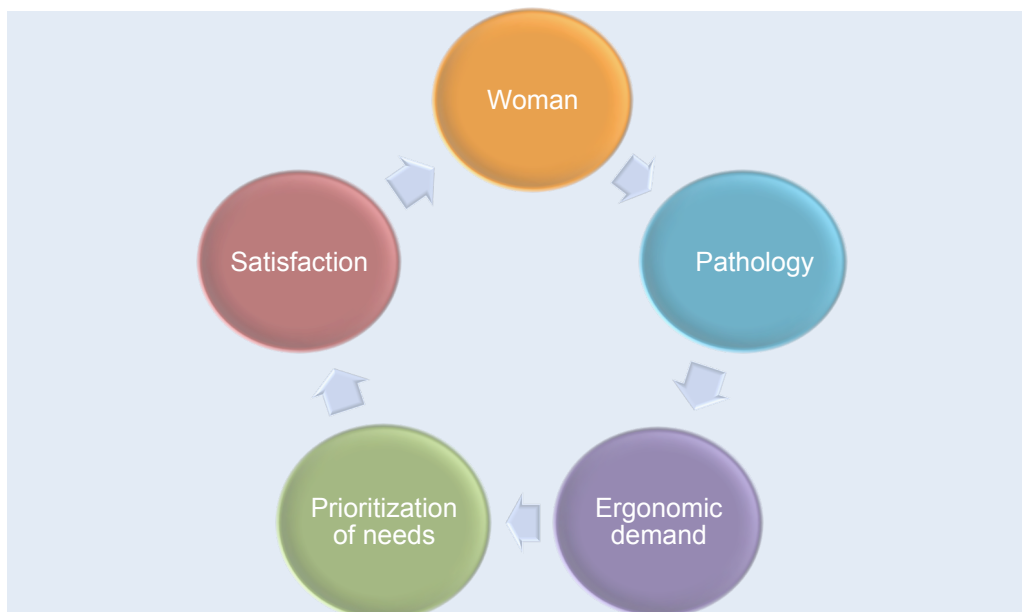 Woman
Pathology
Ergonomic
demand
Prioritization
of needs
Satisfaction